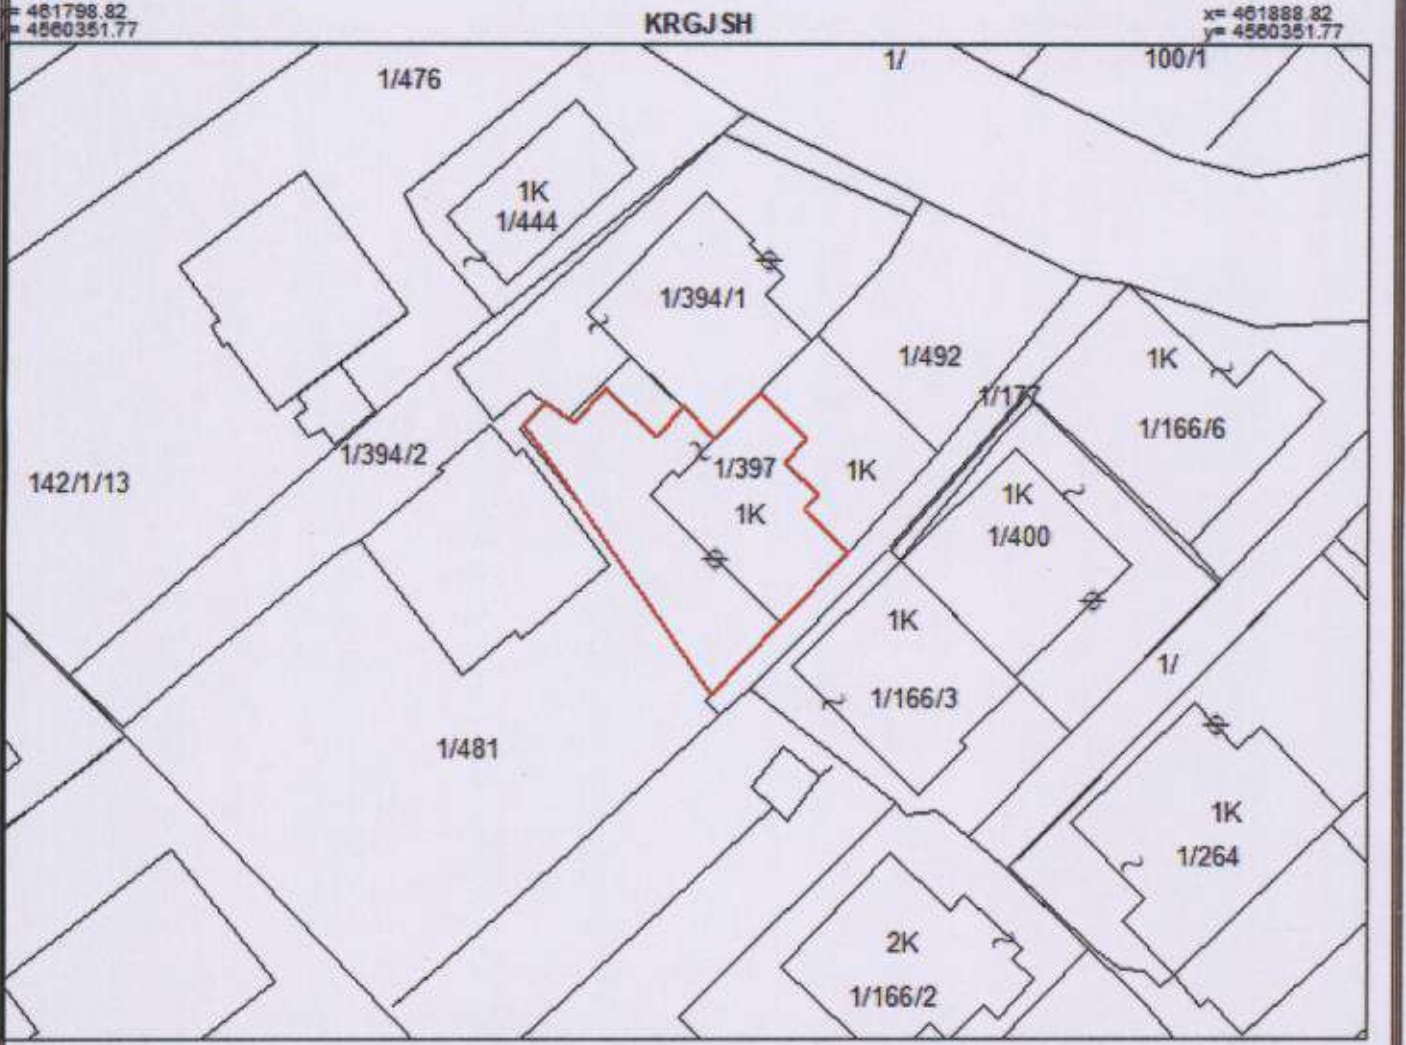 x= 461798.82
y= 4560351.77
KRGJSH
x= 461888.82
y= 4560351.77
1/476
1/
100/1
1K
1/444
1/394/1
1/492
1K
1/177
1/166/6
1/394/2
142/1/13
1/397
1K
1K
1K
1/400
1K
1/
1/166/3
1/481
1K
1/264
2K
1/166/2